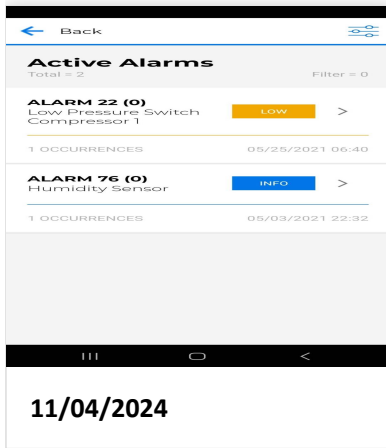 Back
Active Alarms
Total = 2 Filter = 0
ALARM 22 (0)
Low Pressure Switch
Compressor 1
LOW
1 OCCURRENCES 05/25/2021 06:40
ALARM 76 (0)
Humidity Sensor
INFO
1 OCCURRENCES 05/03/2021 22:32
11/04/2024